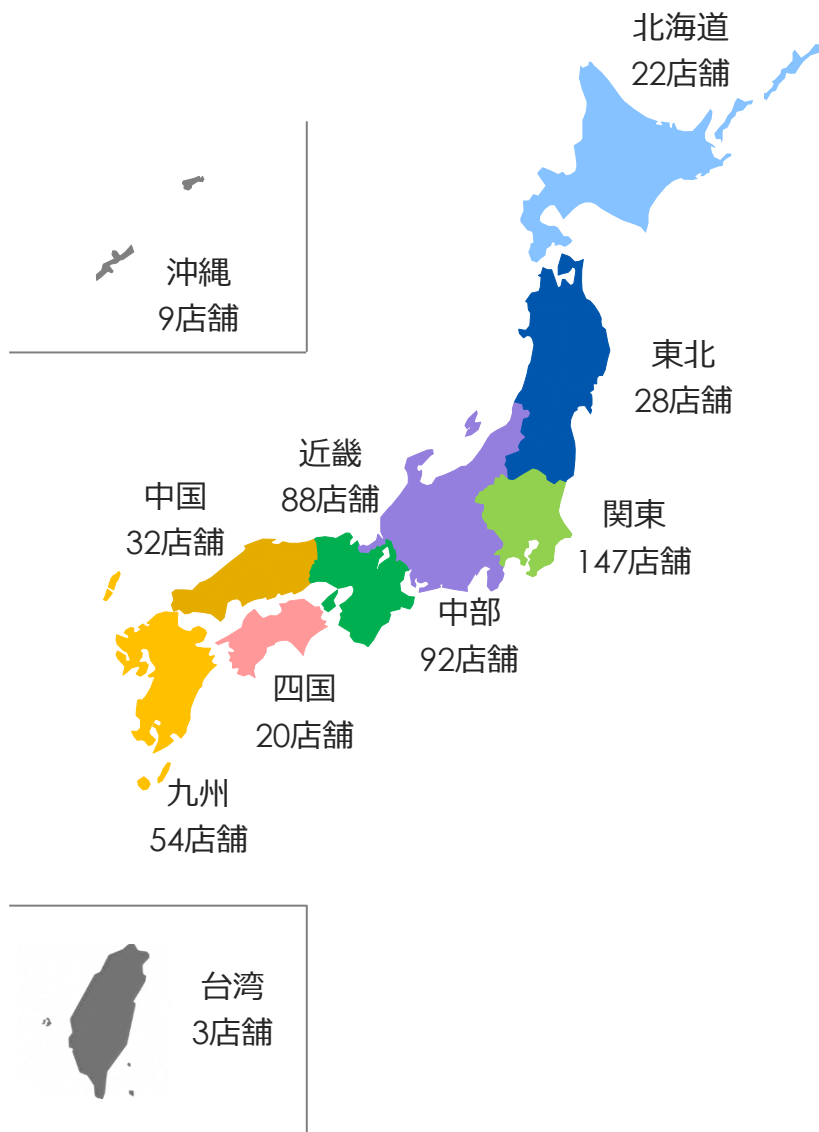 北海道
22店舗
沖縄
9店舗
東北
28店舗
近畿
88店舗
中国
32店舗
関東
147店舗
中部
92店舗
四国
20店舗
九州
54店舗
台湾
3店舗